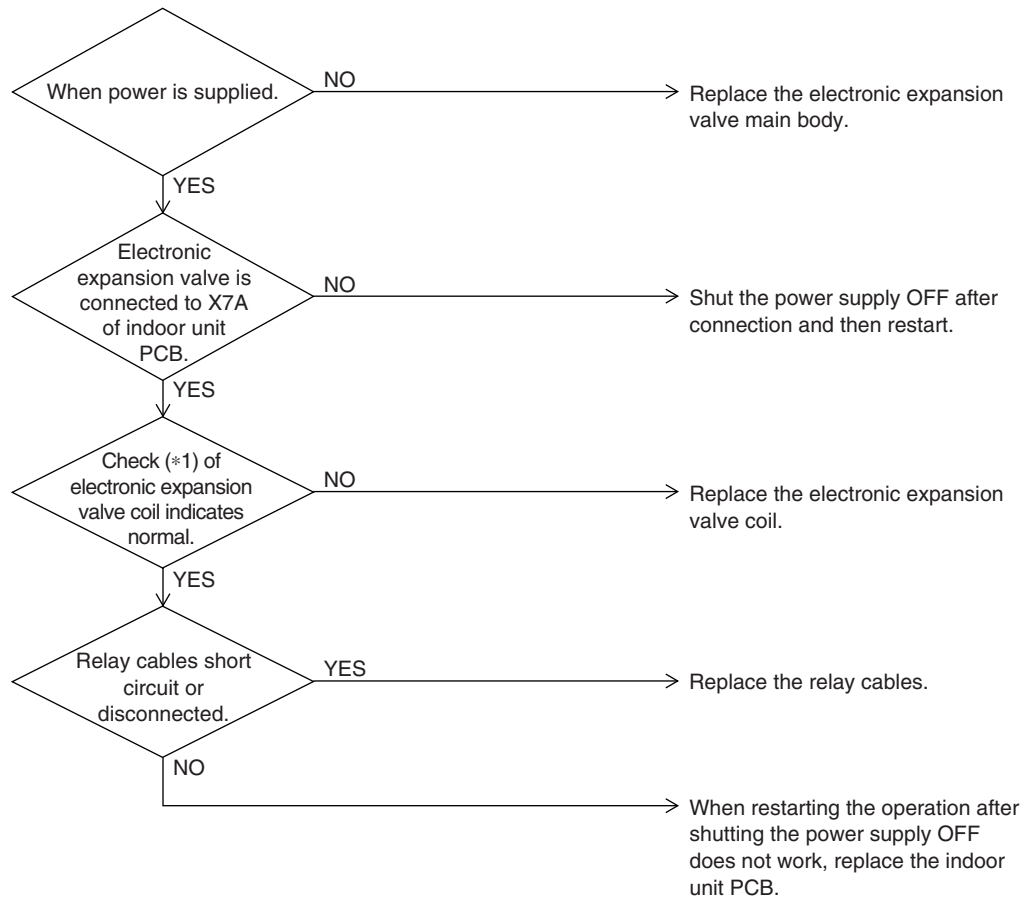 When power is supplied.
NO
Replace the electronic expansion
valve main body.
YES
Electronic
expansion valve is
connected to X7A
of indoor unit
PCB.
NO
Shut the power supply OFF after
connection and then restart.
YES
Check (*1) of
electronic expansion
valve coil indicates
normal.
NO
Replace the electronic expansion
valve coil.
YES
Relay cables short
circuit or
disconnected.
YES
Replace the relay cables.
NO
When restarting the operation after
shutting the power supply OFF
does not work, replace the indoor
unit PCB.